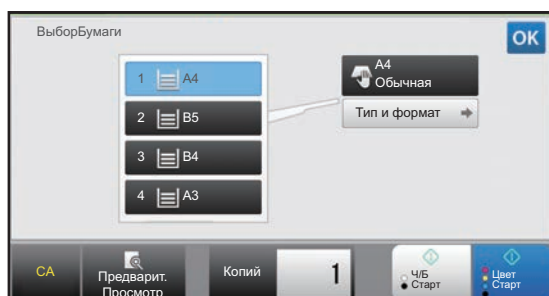 ВыборБумаги
OK
1 A4
2 B5
3 B4
4 A3
A4
Обычная
Тип и формат
CA
Предварит.
Просмотр
Копий
1
Ч/Б
Старт
Цвет
Старт